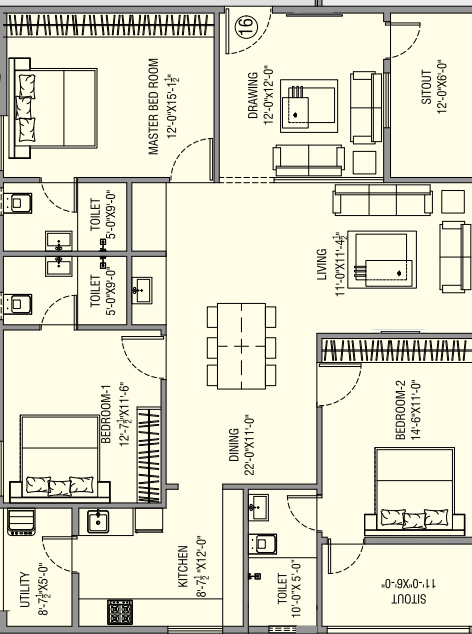 16
MASTER BED ROOM
12'-0"X15'-1½"
DRAWING
12'-0"X12'-0"
SITOUT
12'-0"X6'-0"
TOILET
5'-0"X9'-0"
TOILET
5'-0"X9'-0"
LIVING
11'-0"X11'-4½"
BEDROOM-1
12'-7½"X11'-6"
DINING
22'-0"X11'-0"
BEDROOM-2
14'-6"X11'-0"
UTILITY
8'-7½"X5'-0"
KITCHEN
8'-7½"X12'-0"
TOILET
10'-0"X 5'-0"
SITOUT
11'-0"X6'-0"